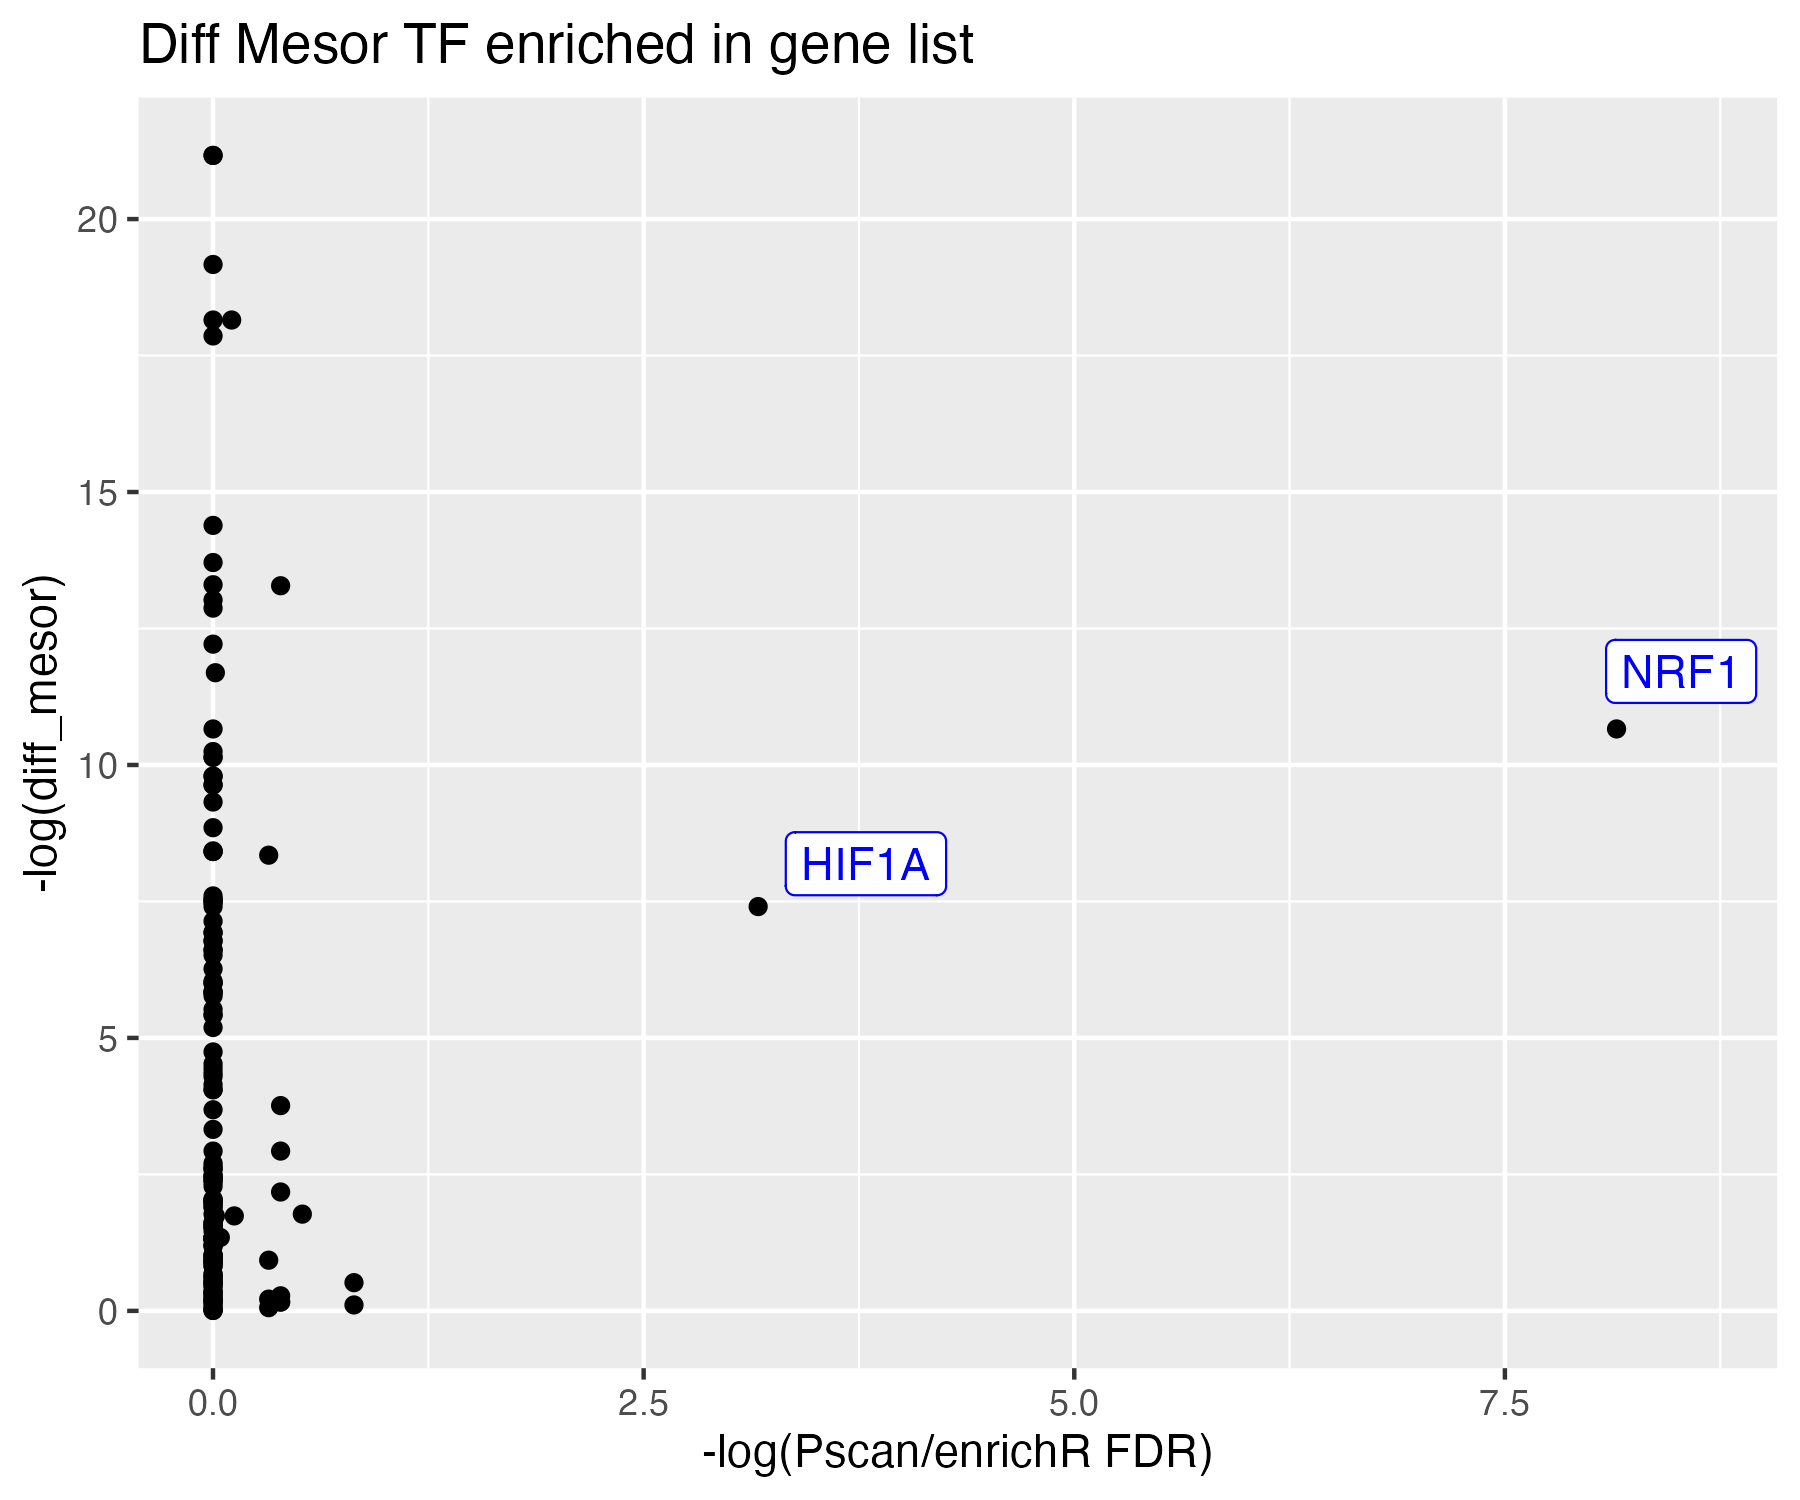 Diff Mesor TF enriched in gene list
20
15
10
5
0
-log(diff_mesor)
NRF1
HIF1A
0.0 2.5 5.0 7.5
-log(Pscan/enrichR FDR)